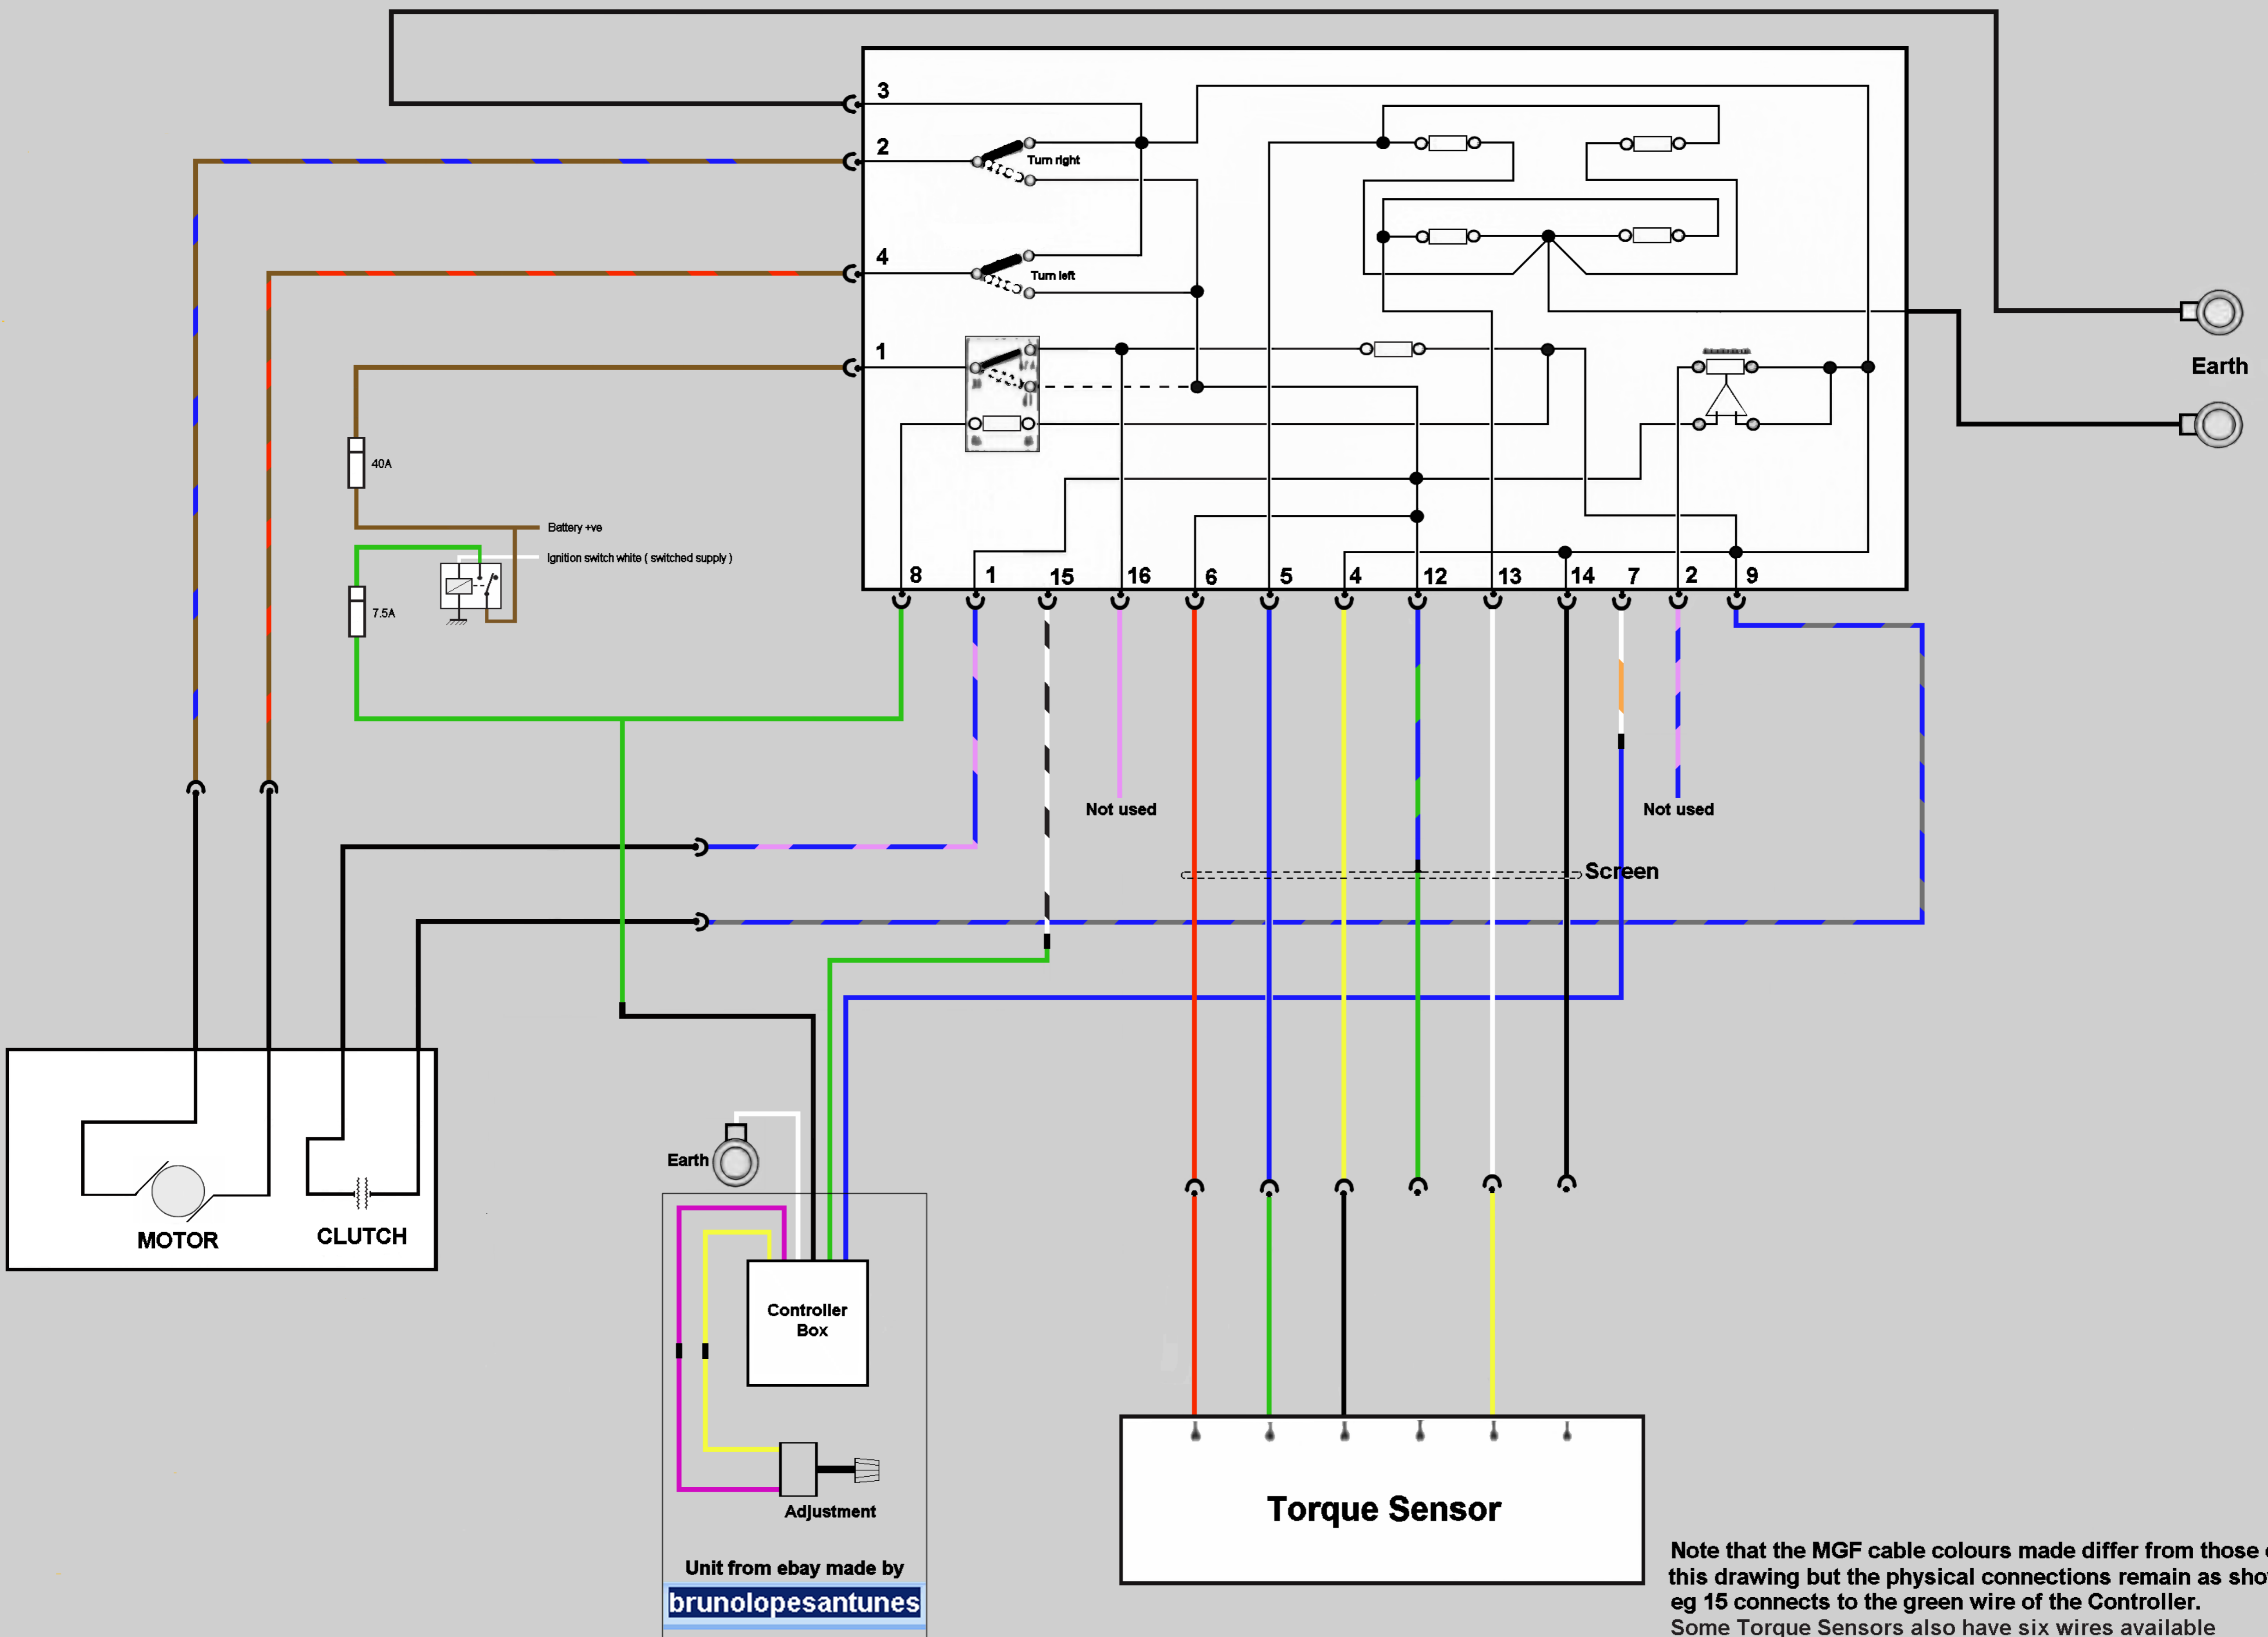 3
2
Turn right
4
Turn left
1
Earth
40A
Battery +ve
Ignition switch white ( switched supply )
7.5A
8 1 15 16 6 5 4 12 13 14 7 2 9
Not used
Not used
Screen
Earth
MOTOR
CLUTCH
Controller
Box
Adjustment
Torque Sensor
Unit from ebay made by
brunolopesantunes
Note that the MGF cable colours made differ from those
this drawing but the physical connections remain as
eg 15 connects to the green wire of the Controller.
Some Torque Sensors also have six wires available